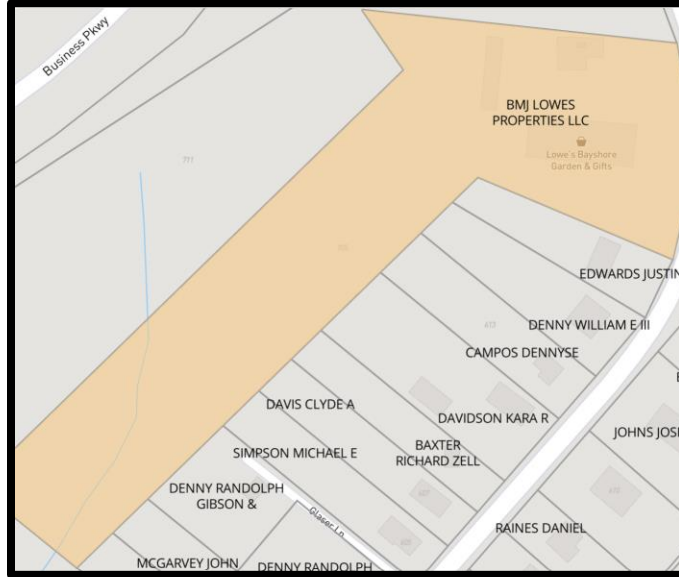 Business Pkwy
BMJ LOWES
PROPERTIES LLC
Lowe's Bayshore
Garden & Gifts
711
EDWARDS JUSTIN
DENNY WILLIAM E III
CAMPOS DENNYSE
DAVIS CLYDE A
DAVIDSON KARA R
JOHNS JOS
SIMPSON MICHAEL E
BAXTER
RICHARD ZELL
DENNY RANDOLPH
GIBSON &
Glaser Ln
RAINES DANIEL
MCGARVEY JOHN
DENNY RANDOLPH